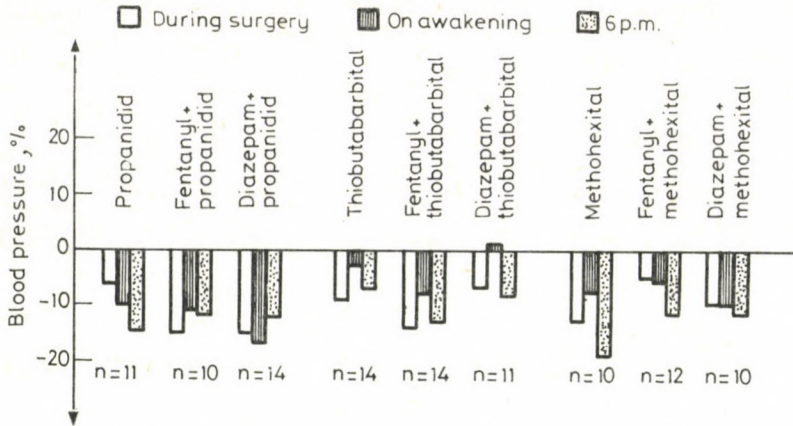 During surgery
On awakening
6 p.m.
Blood pressure, %
20
10
0
-10
-20
Propanidid
Fentanyl +
propanidid
Diazepam +
propanidid
Thiobutabarbital
Fentanyl +
thiobutabarbital
Diazepam +
thiobutabarbital
Methohexital
Fentanyl +
methohexital
Diazepam +
methohexital
n=11
n=10
n=14
n=14
n=14
n=11
n=10
n=12
n=10